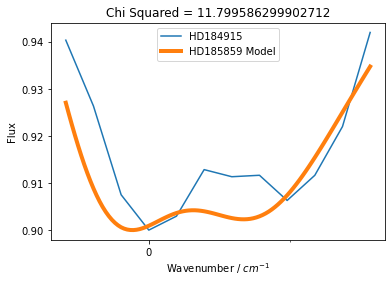 Chi Squared = 11.799586299902712
HD184915
HD185859 Model
0.94
0.93
0.92
0.91
0.90
Flux
0
Wavenumber / cm⁻¹